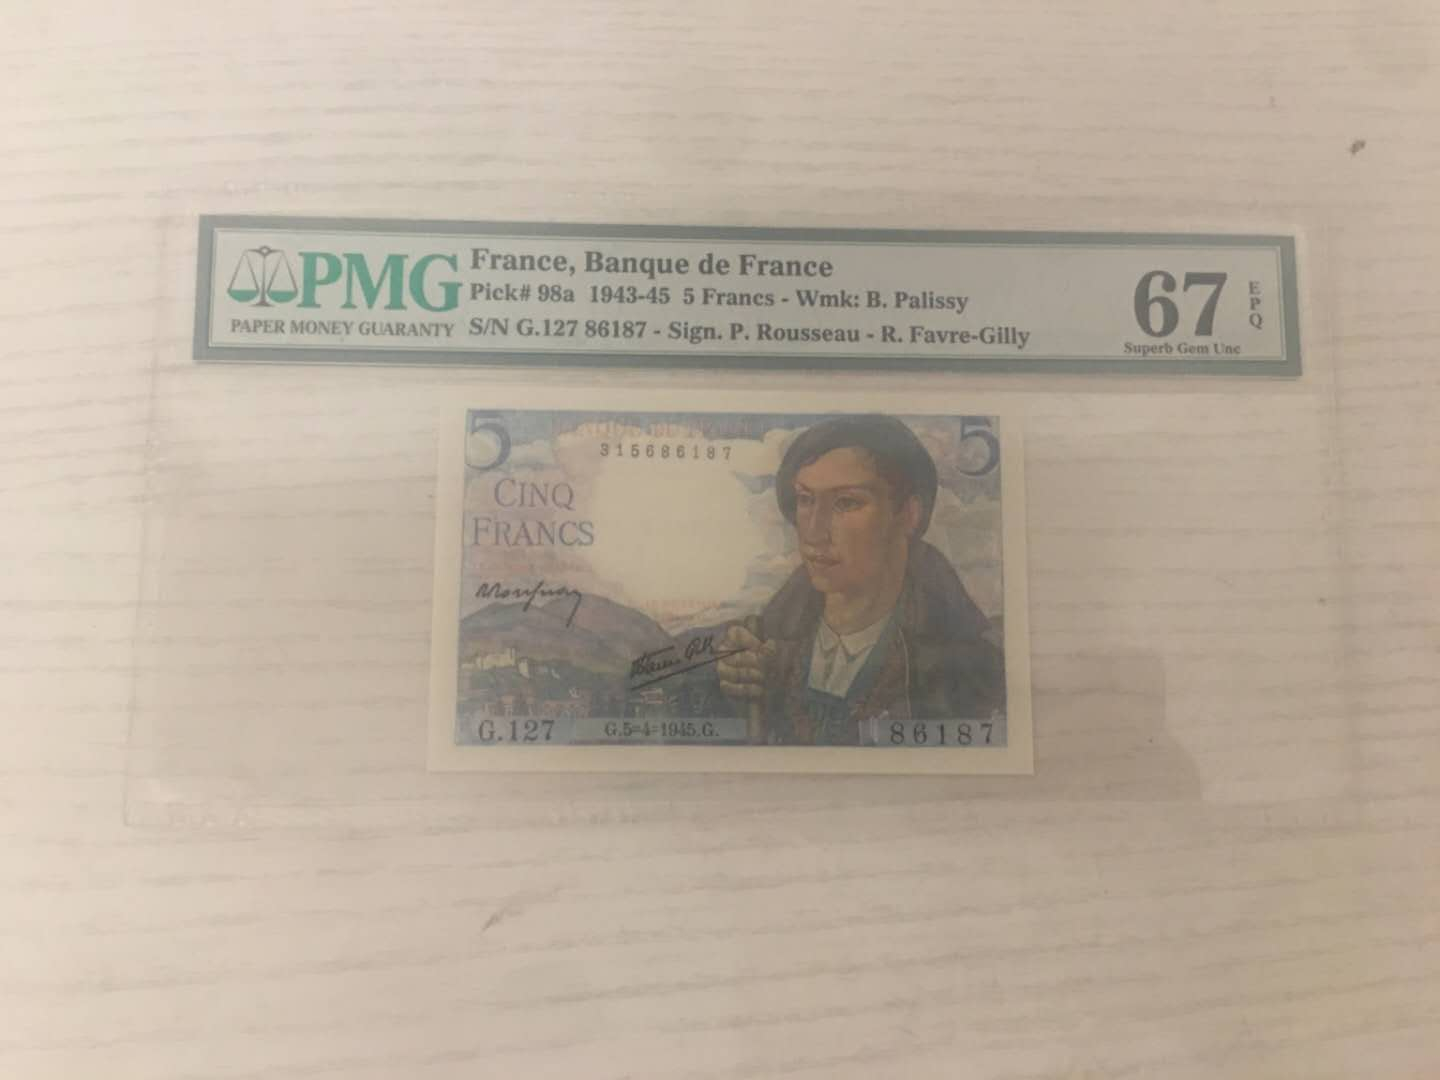 PMG
PAPER MONEY GUARANTY
France, Banque de France
Pick# 98a 1943-45 5 Francs - Wmk: B. Palissy
S/N G.127 86187 - Sign. P. Rousseau - R. Favre-Gilly
67
EPQ
Superb Gem Unc
5
5
315686187
CINQ
FRANCS
G.127
G.5=4=1945.G.
86187